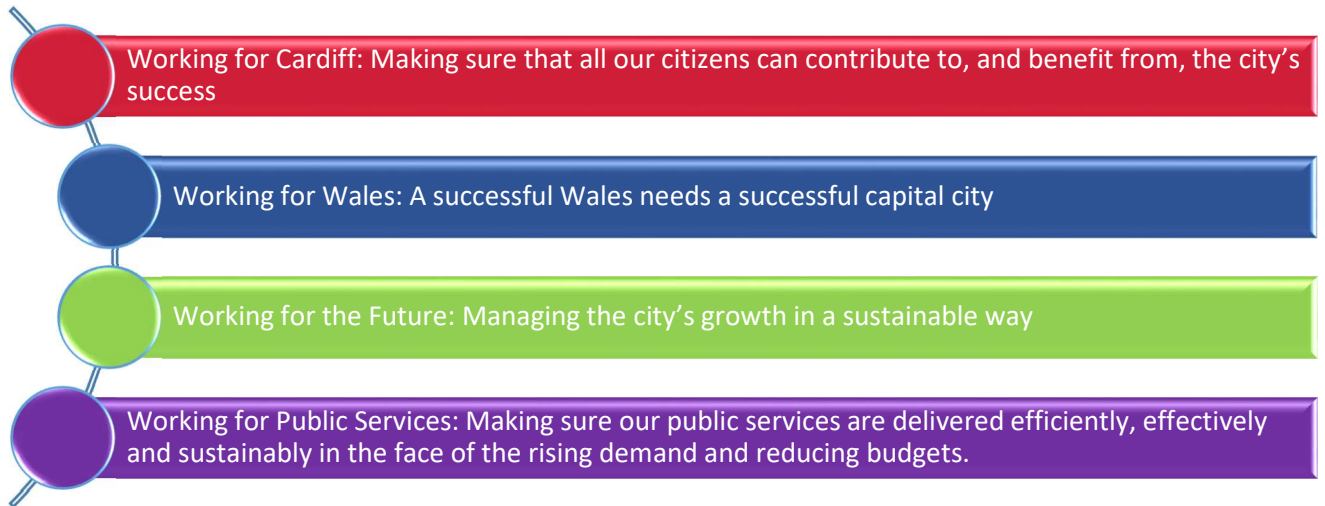 Working for Cardiff: Making sure that all our citizens can contribute to, and benefit from, the city’s
success
Working for Wales: A successful Wales needs a successful capital city
Working for the Future: Managing the city’s growth in a sustainable way
Working for Public Services: Making sure our public services are delivered efficiently, effectively
and sustainably in the face of the rising demand and reducing budgets.